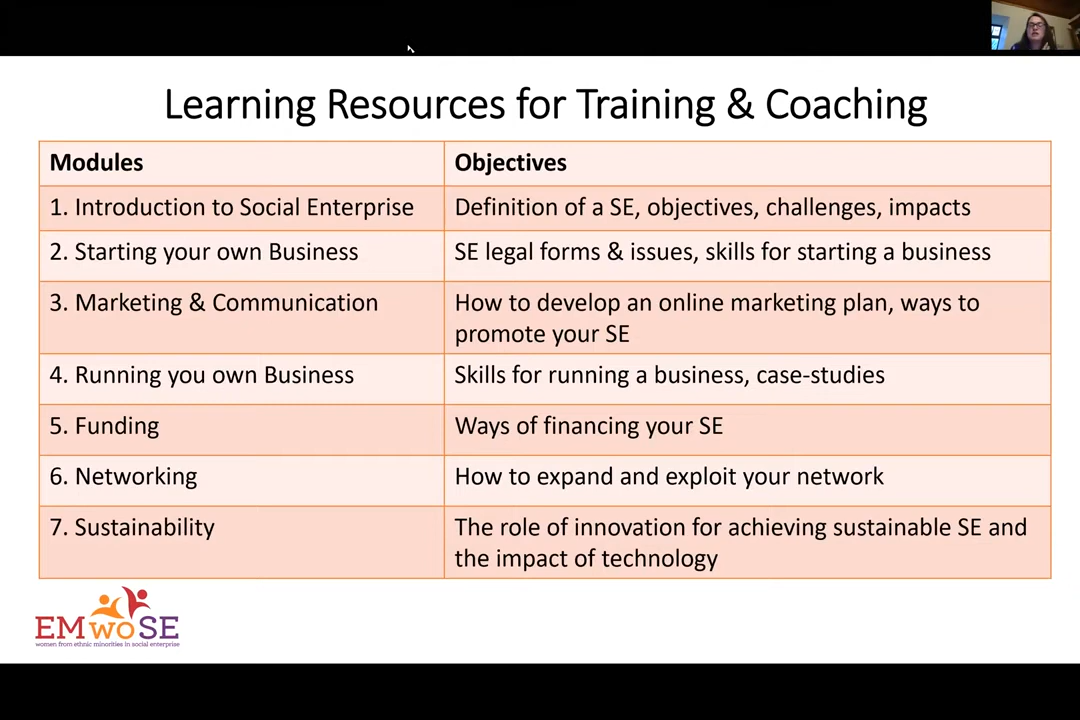 Learning Resources for Training & Coaching
Modules
Objectives
1. Introduction to Social Enterprise
Definition of a SE, objectives, challenges, impacts
2. Starting your own Business
SE legal forms & issues, skills for starting a business
3. Marketing & Communication
How to develop an online marketing plan, ways to
promote your SE
4. Running you own Business
Skills for running a business, case-studies
5. Funding
Ways of financing your SE
6. Networking
How to expand and exploit your network
7. Sustainability
The role of innovation for achieving sustainable SE and
the impact of technology
EMwoSE
women from ethnic minorities in social enterprise